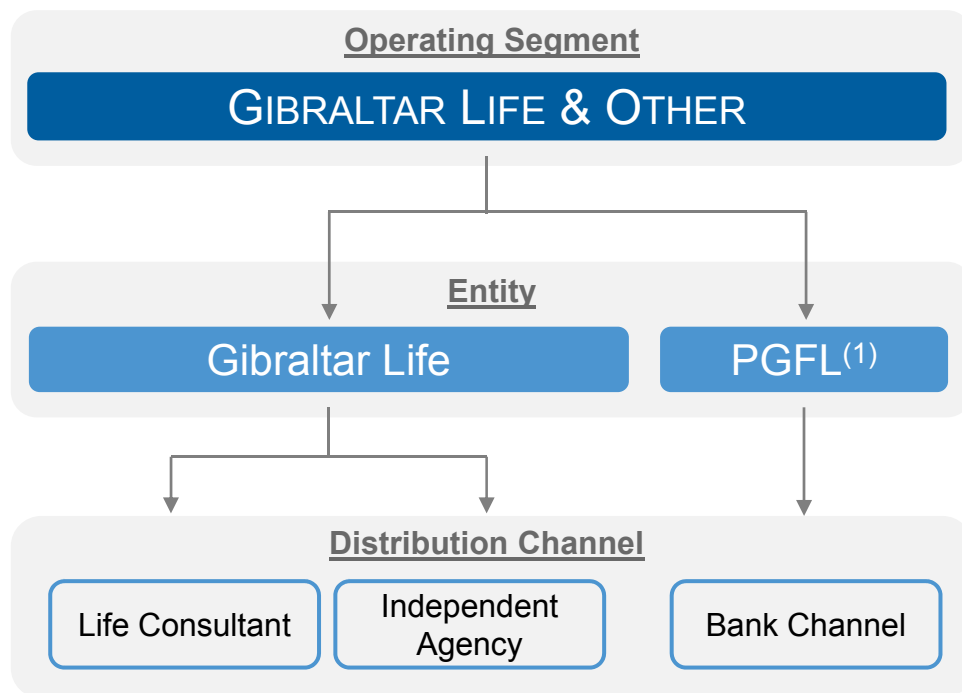 Operating Segment
GIBRALTAR LIFE & OTHER
Entity
Gibraltar Life
PGFL(1)
Distribution Channel
Life Consultant
Independent
Agency
Bank Channel